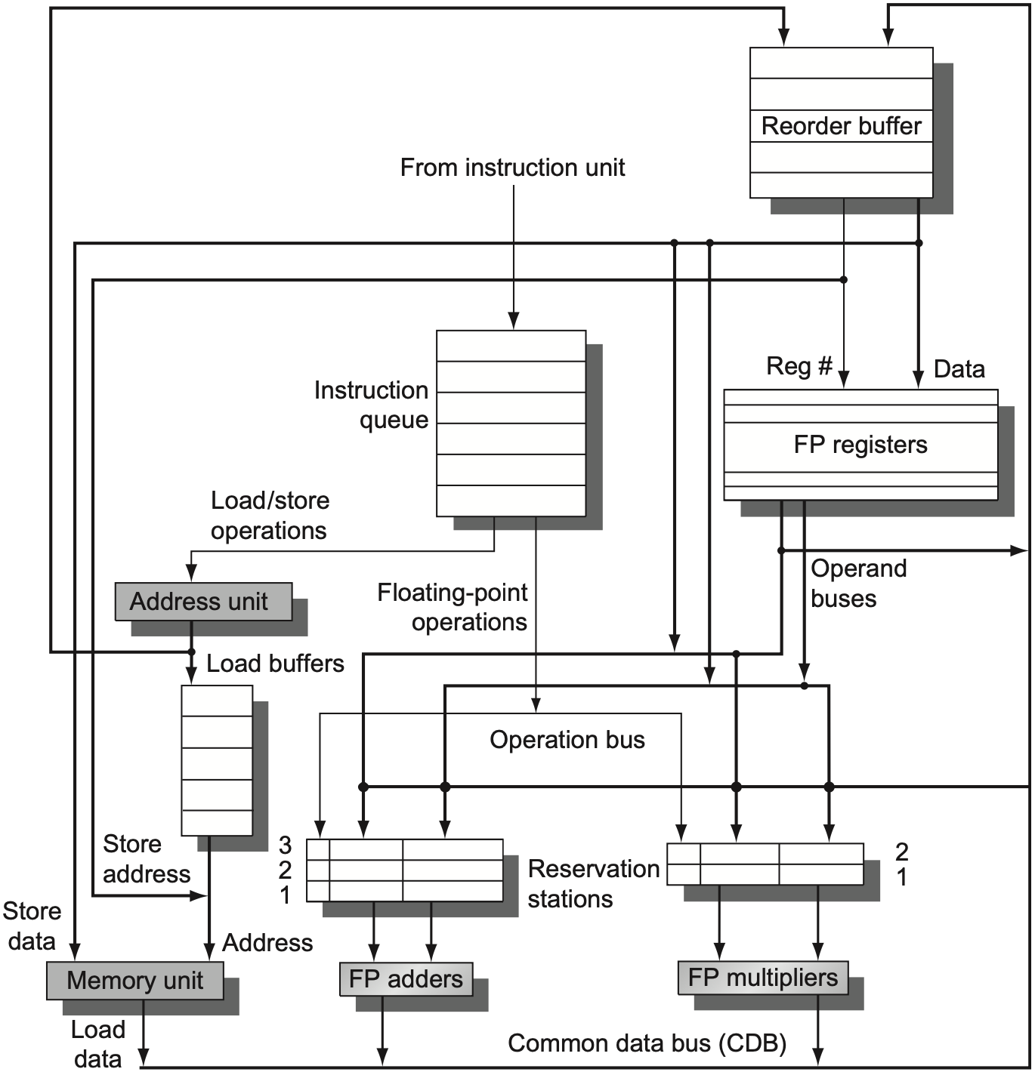 Reorder buffer
From instruction unit
Reg #
Data
Instruction
queue
FP registers
Load/store
operations
Operand
buses
Address unit
Floating-point
operations
Load buffers
Operation bus
Store
address
3
2
1
Reservation
stations
2
1
Store
data
Address
Memory unit
FP adders
FP multipliers
Load
data
Common data bus (CDB)